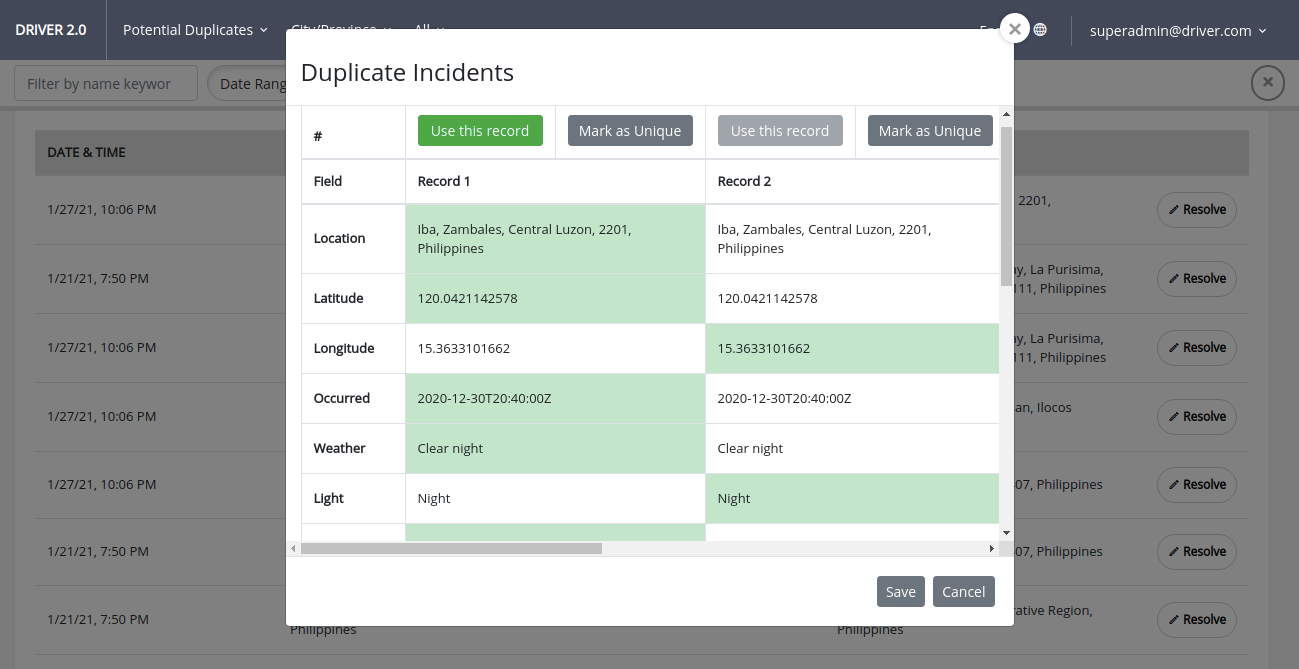 DRIVER 2.0
Potential Duplicates
City/Province
All
En
superadmin@driver.com
Filter by name keywor
Date Rang
Duplicate Incidents
#
Use this record
Mark as Unique
Use this record
Mark as Unique
Field
Record 1
Record 2
Location
Iba, Zambales, Central Luzon, 2201,
Philippines
Iba, Zambales, Central Luzon, 2201,
Philippines
Latitude
120.0421142578
120.0421142578
Longitude
15.3633101662
15.3633101662
Occurred
2020-12-30T20:40:00Z
2020-12-30T20:40:00Z
Weather
Clear night
Clear night
Light
Night
Night
Save
Cancel
DATE & TIME
1/27/21, 10:06 PM
2201,
Resolve
1/21/21, 7:50 PM
ay, La Purisima,
111, Philippines
Resolve
1/27/21, 10:06 PM
ay, La Purisima,
111, Philippines
Resolve
1/27/21, 10:06 PM
an, Ilocos
Resolve
1/27/21, 10:06 PM
07, Philippines
Resolve
1/21/21, 7:50 PM
07, Philippines
Resolve
1/21/21, 7:50 PM
Philippines
rative Region,
Philippines
Resolve